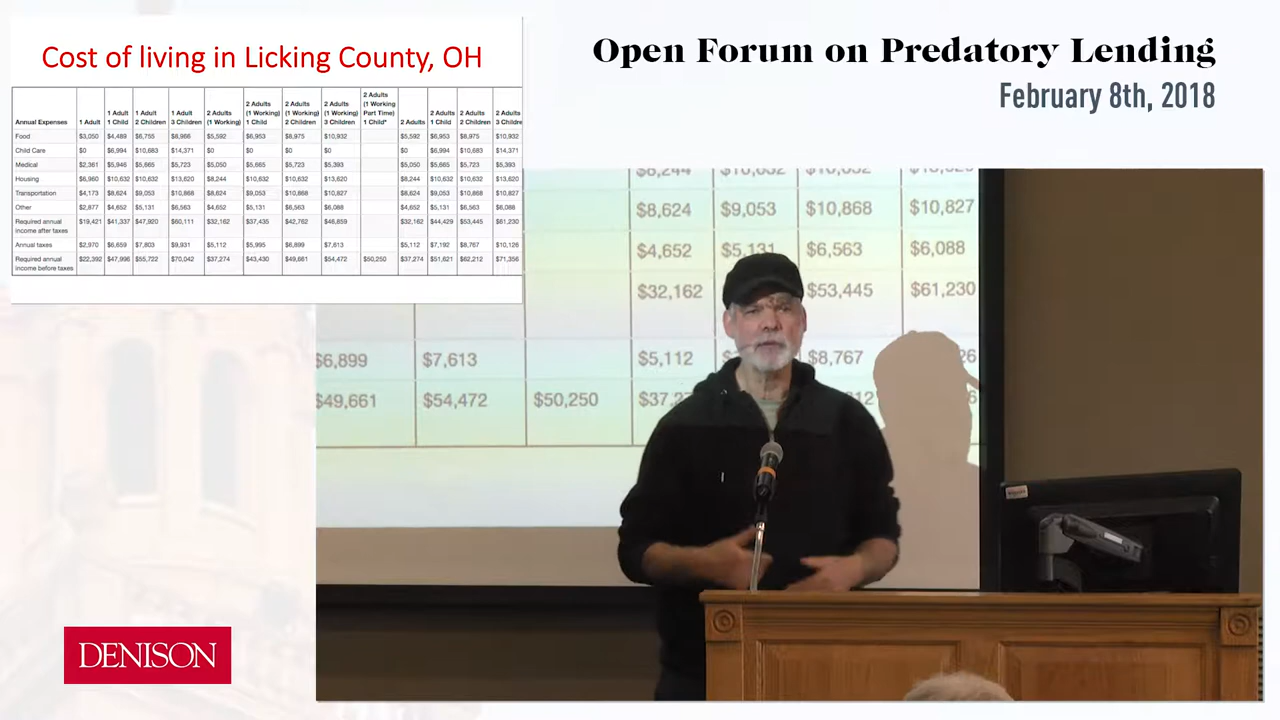 Cost of living in Licking County, OH
Open Forum on Predatory Lending
February 8th, 2018
Annual Expenses | 1 Adult | 1 Adult 1 Child | 1 Adult 2 Children | 1 Adult 3 Children | 2 Adults (1 Working) | 2 Adults (1 Working) 1 Child | 2 Adults (1 Working) 2 Children | 2 Adults (1 Working) 3 Children | 2 Adults (1 Working Part Time) 1 Child* | 2 Adults | 2 Adults 1 Child | 2 Adults 2 Children | 2 Adults 3 Childre
Food $3,050 $4,489 $6,755 $8,966 $5,592 $6,953 $8,975 $10,932 $5,592 $6,953 $8,975 $10,932
Child Care $0 $6,994 $10,683 $14,371 $0 $0 $0 $0 $0 $6,994 $10,683 $14,371
Medical $2,361 $5,946 $5,665 $5,723 $5,050 $5,665 $5,723 $5,393 $5,050 $5,665 $5,723 $5,393
Housing $6,960 $10,632 $10,632 $13,620 $8,244 $10,632 $10,632 $13,620 $8,244 $10,632 $10,632 $13,620
Transportation $4,173 $8,624 $9,053 $10,868 $8,624 $9,053 $10,868 $10,827 $8,624 $9,053 $10,868 $10,827
Other $2,877 $4,652 $5,131 $6,563 $4,652 $5,131 $6,563 $6,088 $4,652 $5,131 $6,563 $6,088
Required annual income after taxes $19,421 $41,337 $47,920 $60,111 $32,162 $37,435 $42,762 $46,859 $32,162 $44,429 $53,445 $61,230
Annual taxes $2,970 $6,659 $7,803 $9,931 $5,112 $5,995 $6,899 $7,613 $5,112 $7,192 $8,767 $10,126
Required annual income before taxes $22,392 $47,996 $55,722 $70,042 $37,274 $43,430 $49,661 $54,472 $50,250 $37,274 $51,621 $62,212 $71,356
$8,624 $9,053 $10,868 $10,827
$4,652 $5,131 $6,563 $6,088
$32,162 $53,445 $61,230
$6,899 $7,613 $5,112 $8,767 26
$49,661 $54,472 $50,250 $37,2 12 6
DENISON